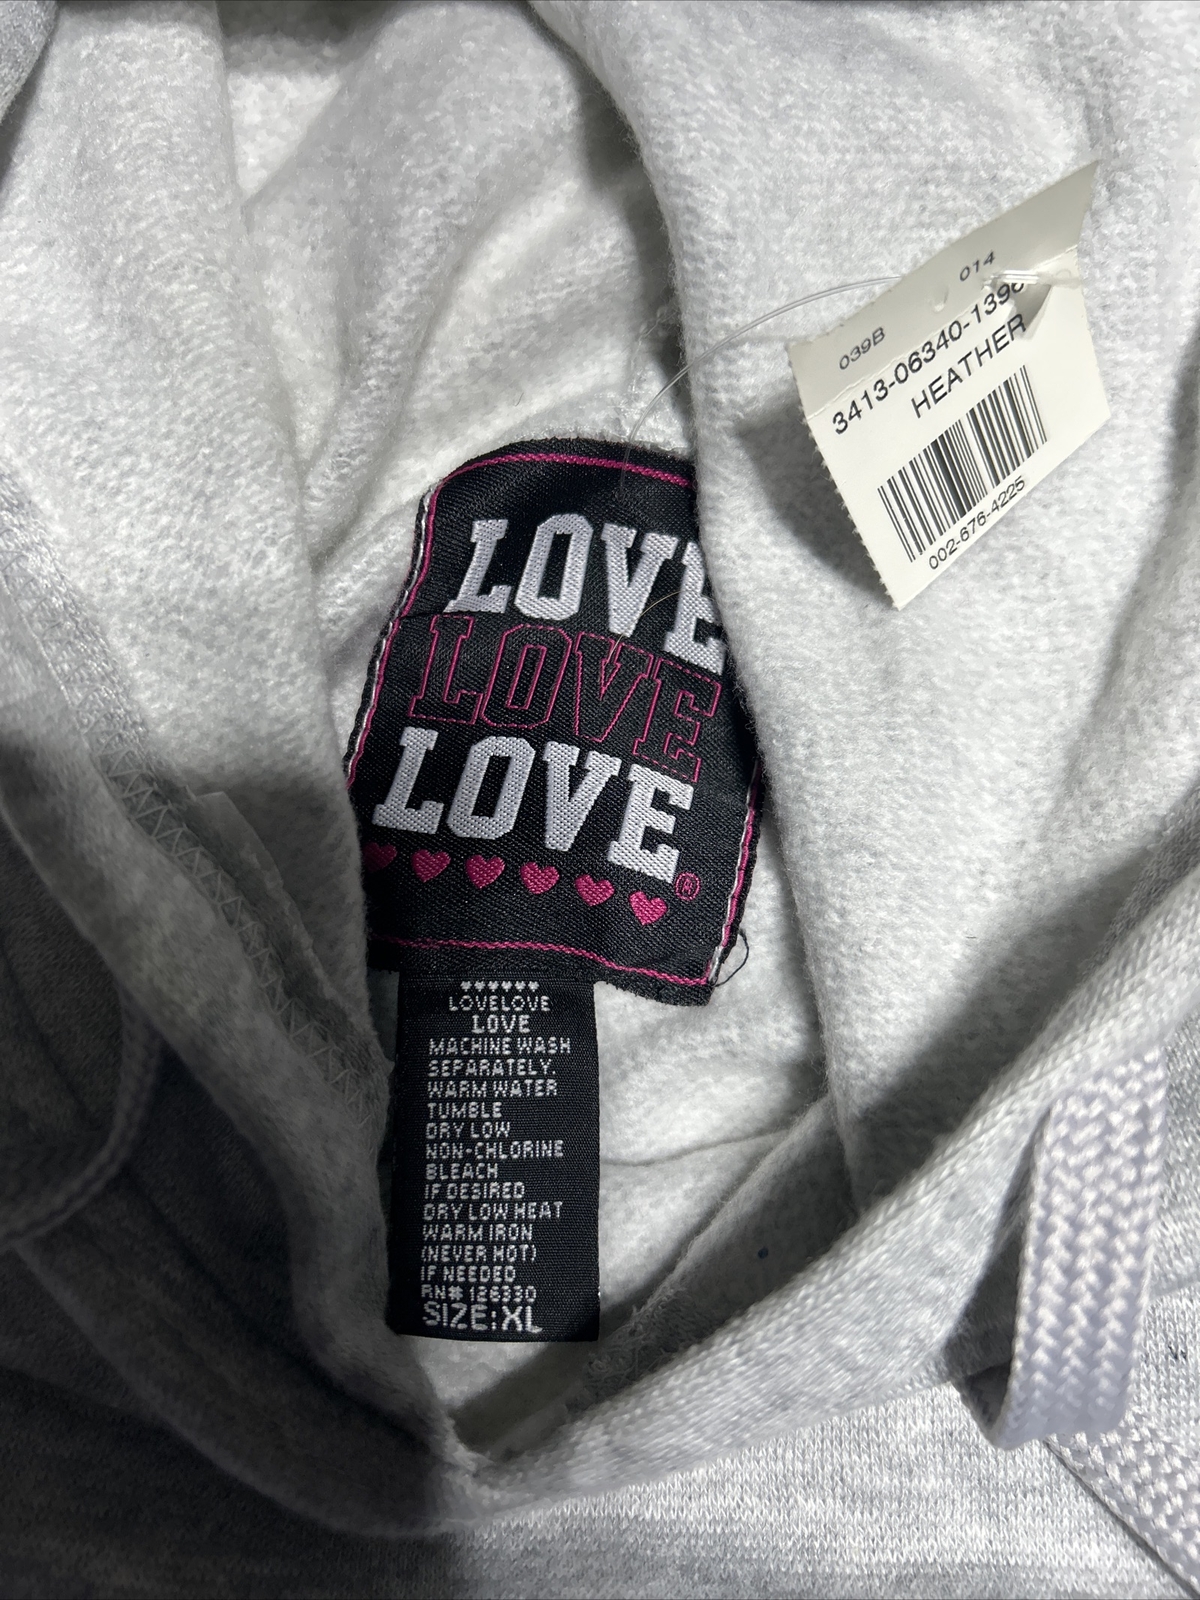 014
039B
3413-06340-139
HEATHER
002-676-4225
LOVE
LOVE
LOVE
®
LOVELOVE
LOVE
MACHINE WASH
SEPARATELY.
WARM WATER
TUMBLE
DRY LOW
NON-CHLORINE
BLEACH
IF DESIRED
DRY LOW HEAT
WARM IRON
(NEVER HOT)
IF NEEDED
RN# 126330
SIZE:XL